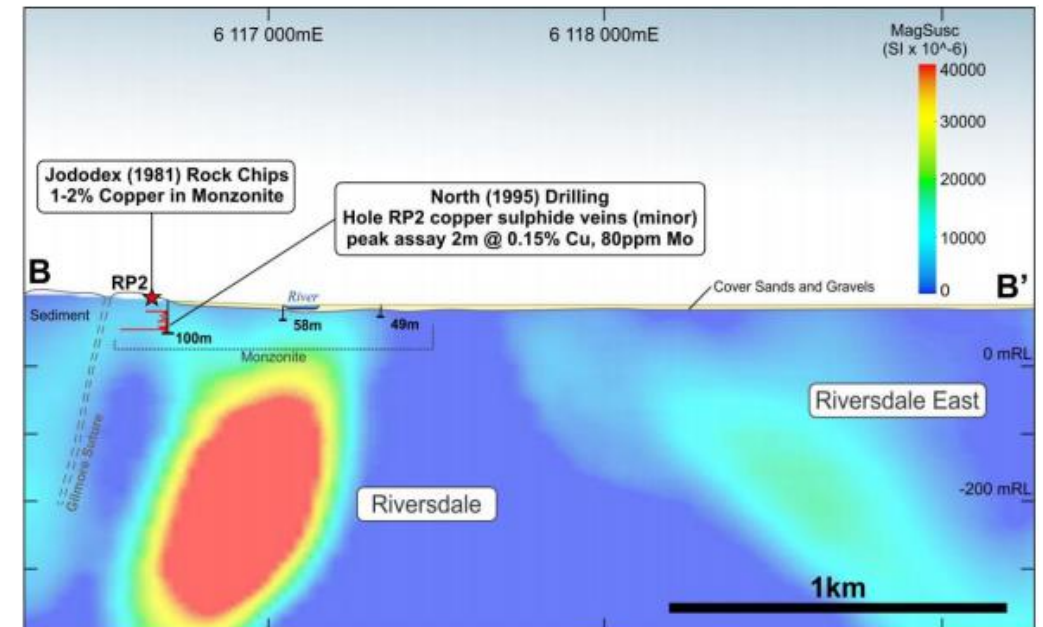 6 117 000mE
6 118 000mE
MagSusc
(SI x 10^-6)
40000
30000
20000
10000
0
Jododex (1981) Rock Chips
1-2% Copper in Monzonite
North (1995) Drilling
Hole RP2 copper sulphide veins (minor)
peak assay 2m @ 0.15% Cu, 80ppm Mo
B
RP2
River
Cover Sands and Gravels
B'
Sediment
100m
58m
49m
Monzonite
0 mRL
Gilmore Suture
Riversdale East
Riversdale
-200 mRL
1km